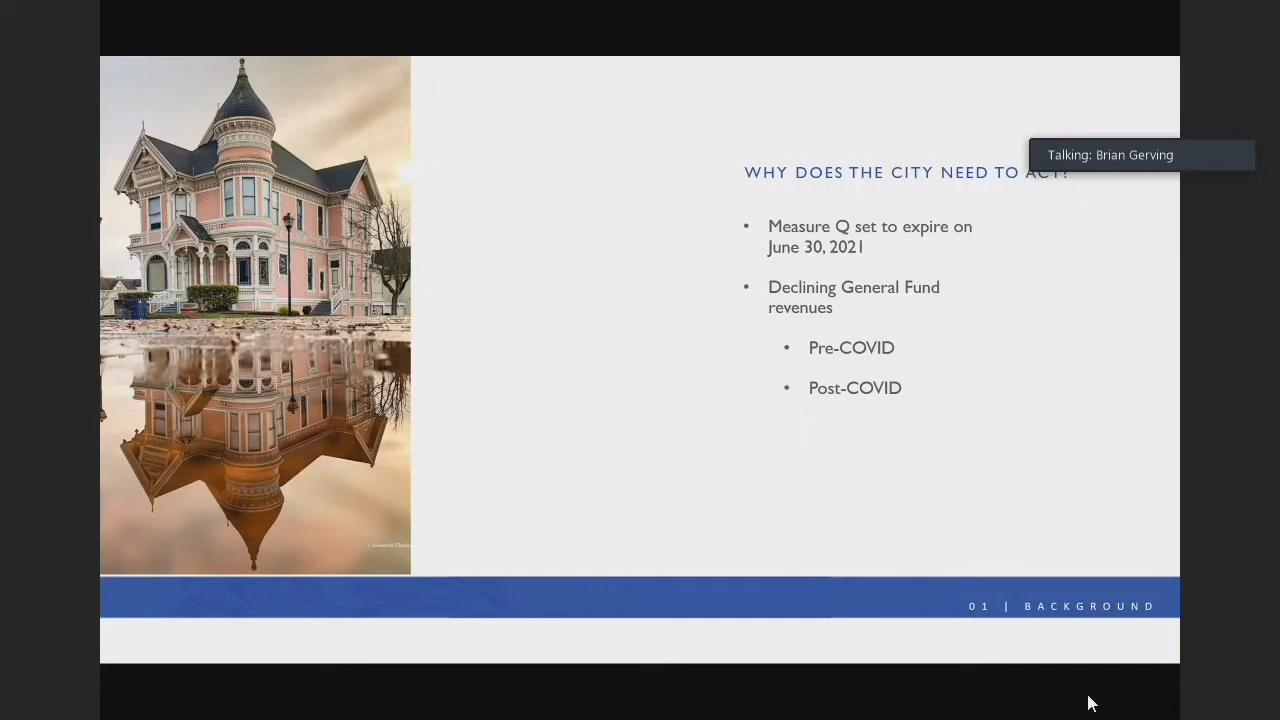 Talking: Brian Gerving
WHY DOES THE CITY NEED TO ACT?
• Measure Q set to expire on
June 30, 2021
• Declining General Fund
revenues
• Pre-COVID
• Post-COVID
01 | BACKGROUND